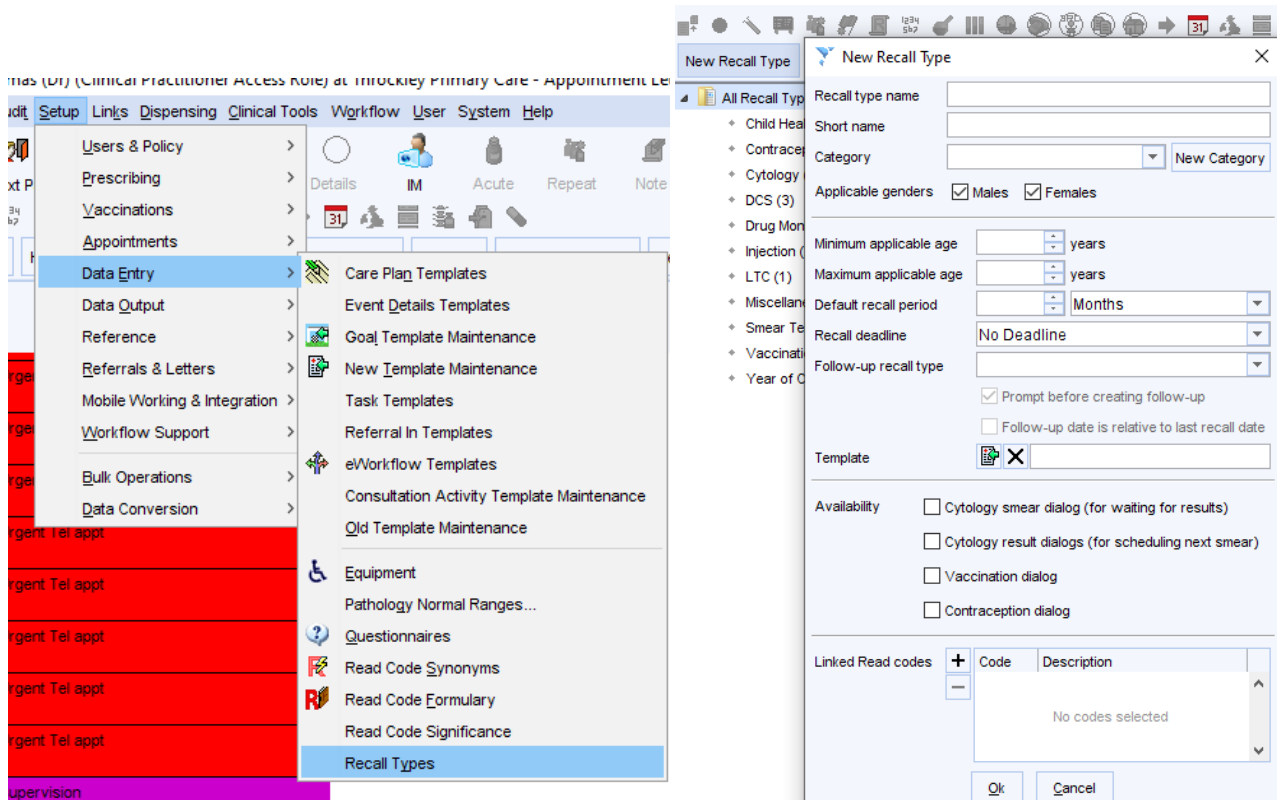 (Dr) (Clinical Practitioner Access Role) at Throckley Primary Care - Appointment
Setup Links Dispensing Clinical Tools Workflow User System Help
Users & Policy
Prescribing
Vaccinations
Appointments
Data Entry
Data Output
Reference
Referrals & Letters
Mobile Working & Integration
Workflow Support
Bulk Operations
Data Conversion
Details IM Acute Repeat Note
31
Care Plan Templates
Event Details Templates
Goal Template Maintenance
New Template Maintenance
Task Templates
Referral In Templates
eWorkflow Templates
Consultation Activity Template Maintenance
Old Template Maintenance
Equipment
Pathology Normal Ranges...
Questionnaires
Read Code Synonyms
Read Code Formulary
Read Code Significance
Recall Types
rgent Tel appt
rgent Tel appt
rgent Tel appt
rgent Tel appt
rgent Tel appt
upervision
31
New Recall Type
All Recall Typ
Child Heal
Contracep
Cytology (
DCS (3)
Drug Mon
Injection (
LTC (1)
Miscellane
Smear Te
Vaccinati
Year of C
New Recall Type
Recall type name
Short name
Category New Category
Applicable genders Males Females
Minimum applicable age years
Maximum applicable age years
Default recall period Months
Recall deadline No Deadline
Follow-up recall type
Prompt before creating follow-up
Follow-up date is relative to last recall date
Template
Availability Cytology smear dialog (for waiting for results)
Cytology result dialogs (for scheduling next smear)
Vaccination dialog
Contraception dialog
Linked Read codes + Code Description
No codes selected
Ok Cancel